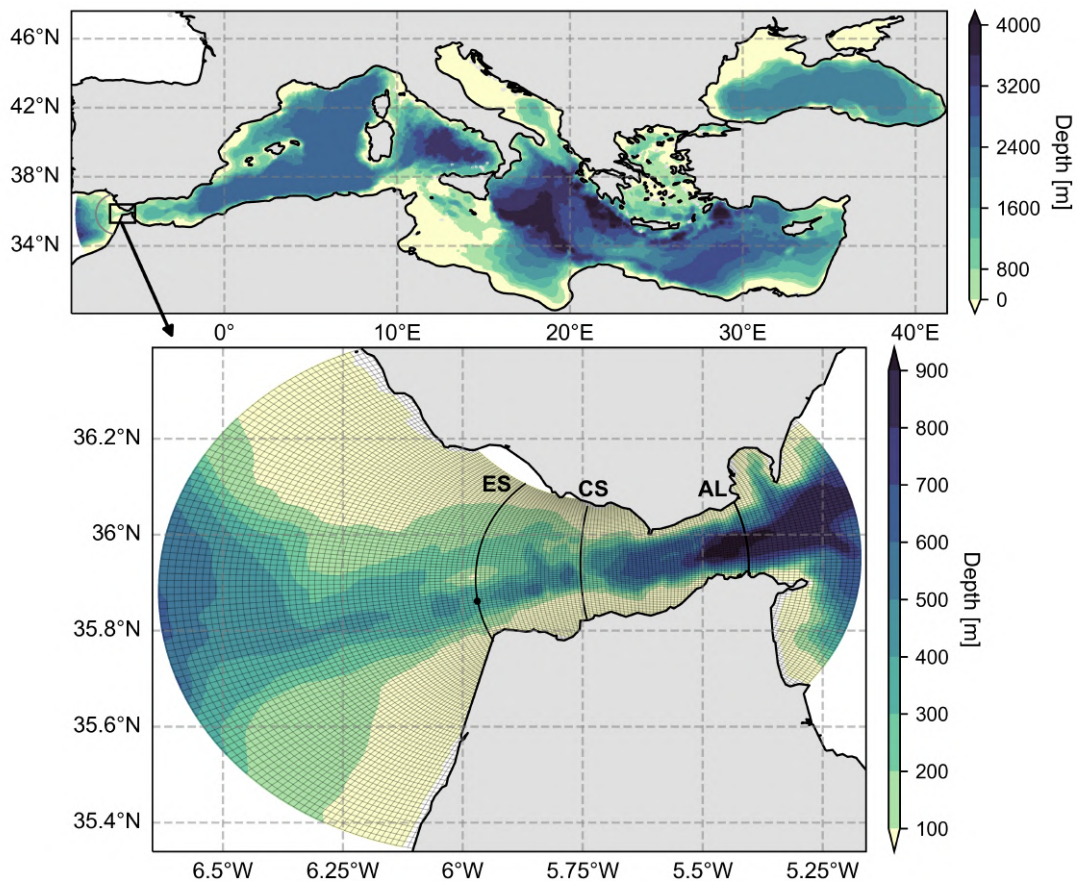 46°N
42°N
38°N
34°N
0°
10°E
20°E
30°E
40°E
4000
3200
2400
1600
800
0
Depth [m]
36.2°N
36°N
35.8°N
35.6°N
35.4°N
6.5°W
6.25°W
6°W
5.75°W
5.5°W
5.25°W
ES
CS
AL
900
800
700
600
500
400
300
200
100
Depth [m]